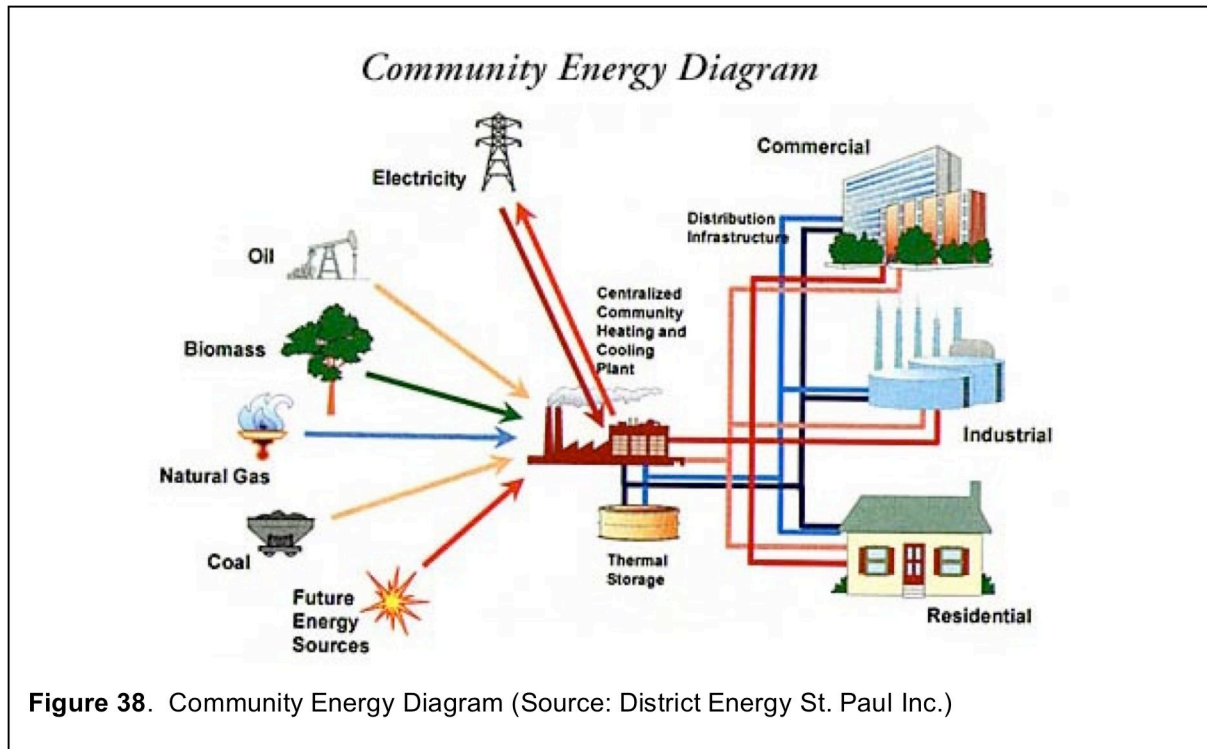 Community Energy Diagram
Electricity
Oil
Biomass
Natural Gas
Coal
Future
Energy
Sources
Centralized
Community
Heating and
Cooling
Plant
Thermal
Storage
Distribution
Infrastructure
Commercial
Industrial
Residential
Figure 38.  Community Energy Diagram (Source: District Energy St. Paul Inc.)